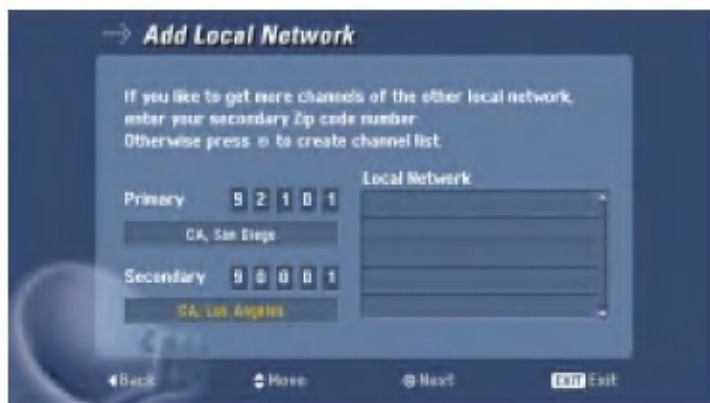 Add Local Network
If you like to get more channels of the other local network,
enter your secondary Zip code
number
Otherwise press to create channel list
Local Network
Primary 9 2 1 0 1
CA, San Diego
Secondary 9 0 0 0 1
CA, Los Angeles
Back Move Next EXIT Exit